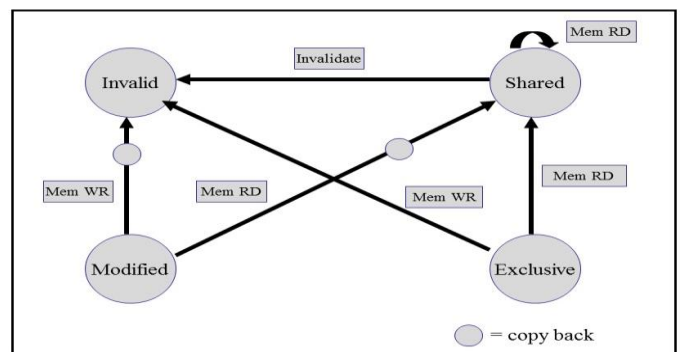 Mem RD
Invalidate
Invalid
Shared
Mem WR
Mem RD
Mem WR
Mem RD
Modified
Exclusive
= copy back